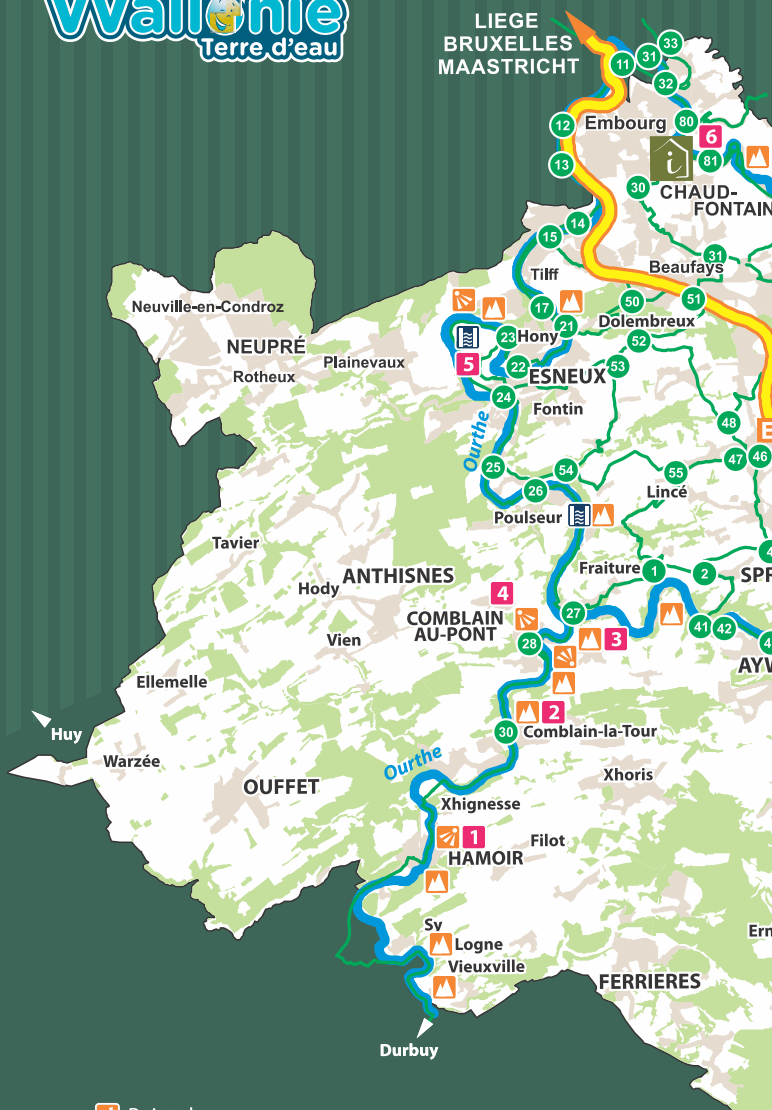 Wallonie
Terre d'eau
LIEGE
BRUXELLES
MAASTRICHT
33
31
11
32
12
Embourg
80
6
13
i
81
30
CHAUD-
FONTAIN
14
15
31
Beaufays
Tilff
51
50
17
Neuville-en-Condroz
21
Dolembreux
23
Hony
52
NEUPRÉ
Plainevaux
5
22
53
ESNEUX
Rotheux
24
Fontin
Ourthe
48
E
47
46
25
54
55
26
Lincé
Poulseur
Tavier
4
Fraiture
1
2
SPR
ANTHISNES
Hody
4
COMBLAIN
AU-PONT
27
41
42
3
28
4
Vien
AYW
Ellemelle
2
Huy
30
Comblain-la-Tour
Warzée
Ourthe
Xhoris
OUFFET
Xhignesse
1
Filot
HAMOIR
Sv
Logne
Ern
Vieuxville
FERRIERES
Durbuy